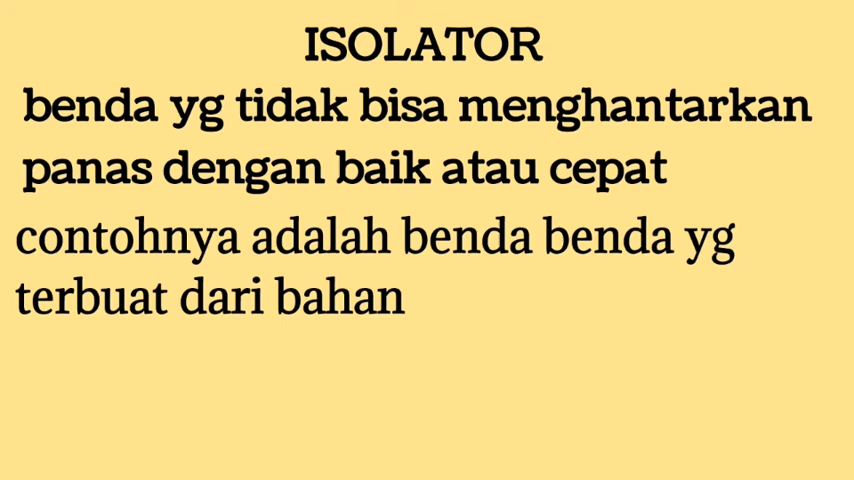 ISOLATOR
benda yg tidak bisa menghantarkan
panas dengan baik atau cepat
contohnya adalah benda benda yg
terbuat dari bahan